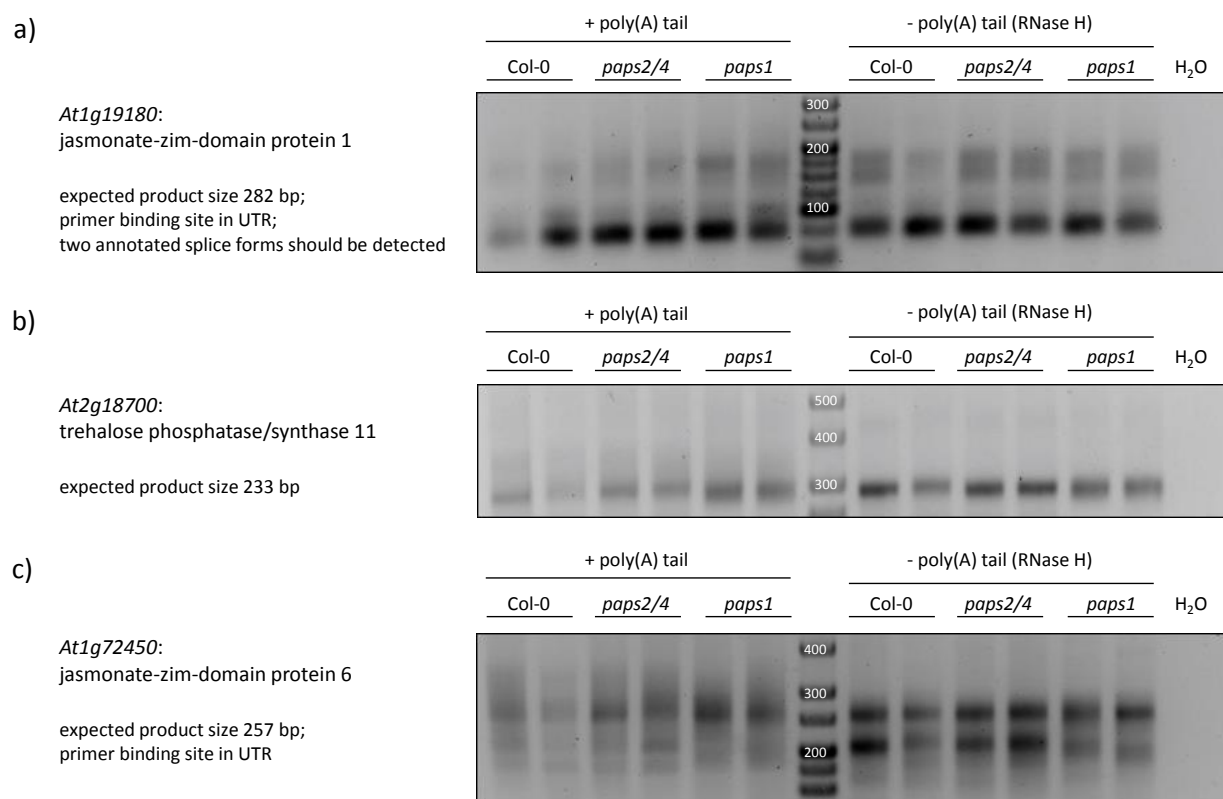 a)
+ poly(A) tail
- poly(A) tail (RNase H)
Col-0 paps2/4 paps1 Col-0 paps2/4 paps1 H₂O
At1g19180:
jasmonate-zim-domain protein 1
expected product size 282 bp;
primer binding site in UTR;
two annotated splice forms should be detected
300
200
100
b)
+ poly(A) tail
- poly(A) tail (RNase H)
Col-0 paps2/4 paps1 Col-0 paps2/4 paps1 H₂O
At2g18700:
trehalose phosphatase/synthase 11
expected product size 233 bp
500
400
300
c)
+ poly(A) tail
- poly(A) tail (RNase H)
Col-0 paps2/4 paps1 Col-0 paps2/4 paps1 H₂O
At1g72450:
jasmonate-zim-domain protein 6
expected product size 257 bp;
primer binding site in UTR
400
300
200